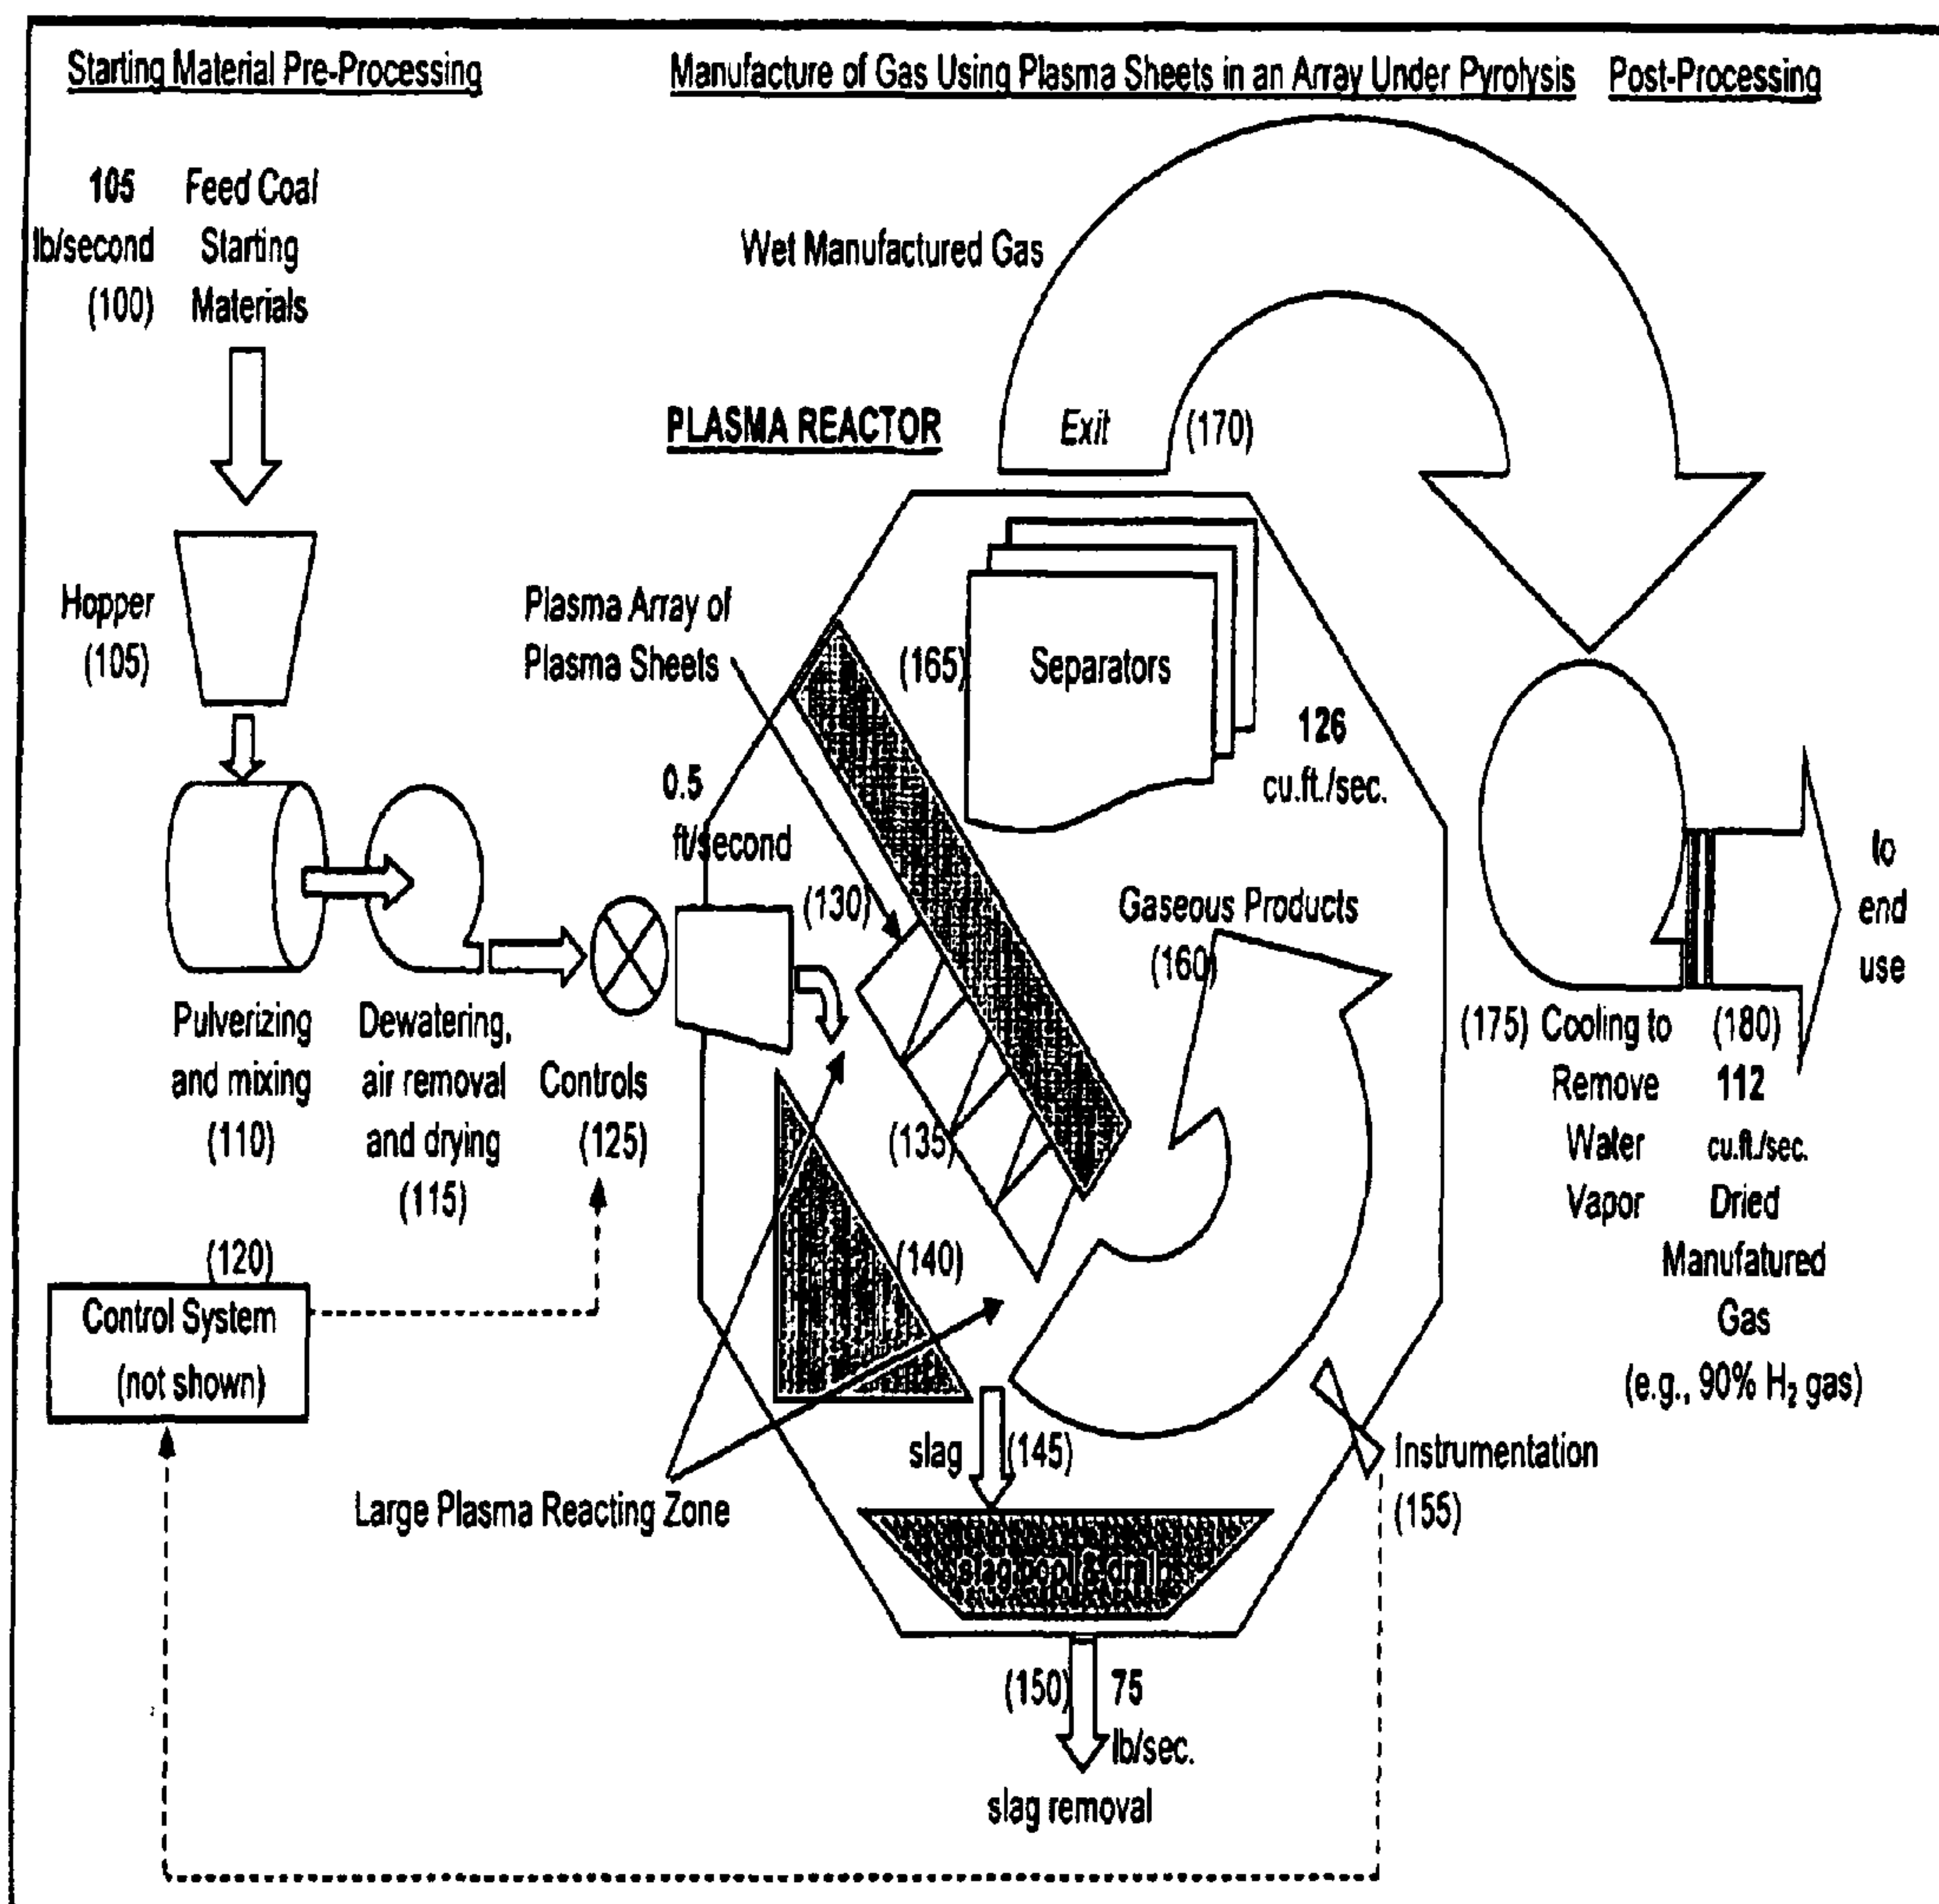 Starting Material Pre-Processing
Manufacture of Gas Using Plasma Sheets in an Array Under Pyrolysis
Post-Processing
105
lb/second
(100)
Feed Coal
Starting
Materials
Wet Manufactured Gas
PLASMA REACTOR
Exit
(170)
Hopper
(105)
Plasma Array of
Plasma Sheets
(165)
Separators
126
cu.ft./sec.
0.5
ft/second
(130)
Gaseous Products
(160)
to
end
use
Pulverizing
and mixing
(110)
Dewatering,
air removal
and drying
(115)
Controls
(125)
(135)
(175) Cooling to
Remove
Water
Vapor
(180)
112
cu.ft./sec.
Dried
Manufatured
Gas
(e.g., 90% H₂ gas)
(120)
Control System
(not shown)
(140)
slag
(145)
Large Plasma Reacting Zone
Instrumentation
(155)
slag pool & drain
(150)
75
lb/sec.
slag removal